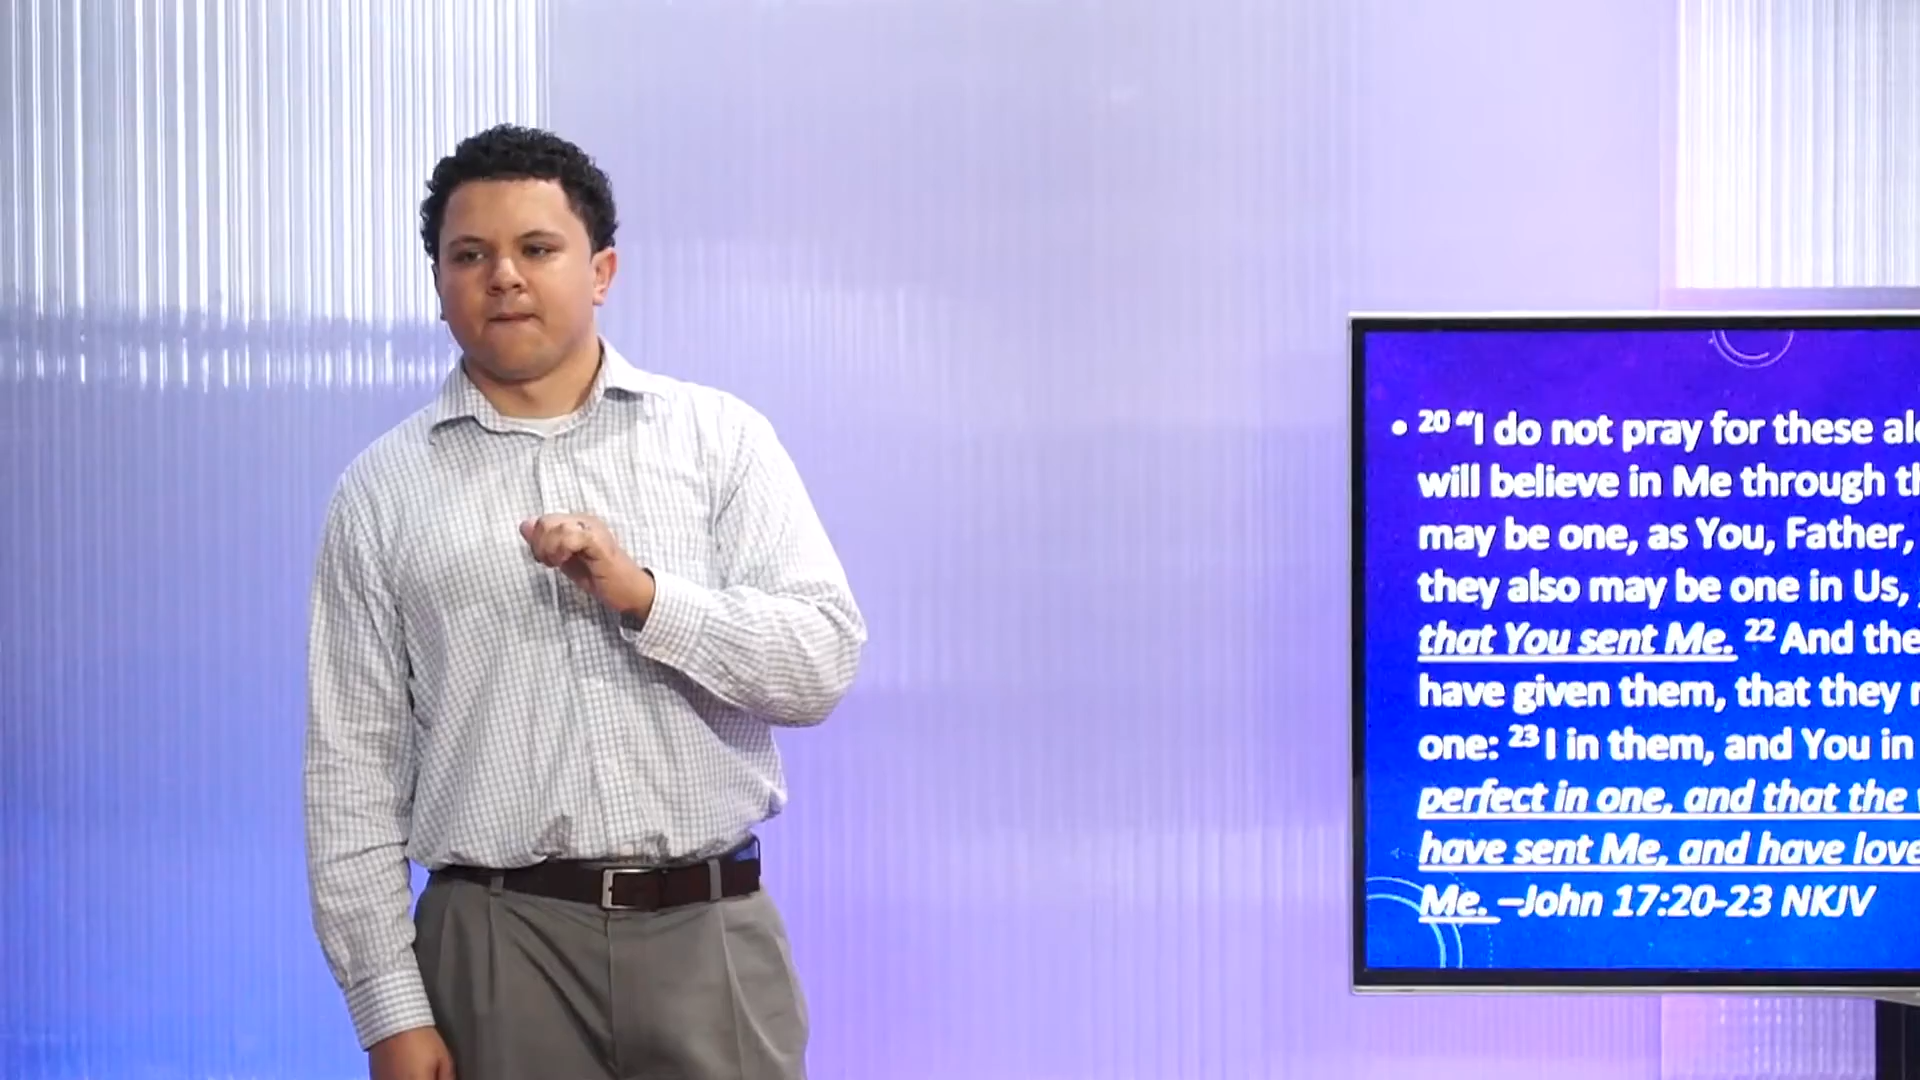 • ²⁰ “I do not pray for these
will believe in Me through
may be one, as You, Father,
they also may be one in Us,
that You sent Me. ²² And
have given them, that they
one: ²³ I in them, and You in
perfect in one, and that the
have sent Me, and have
Me. –John 17:20-23 NKJV